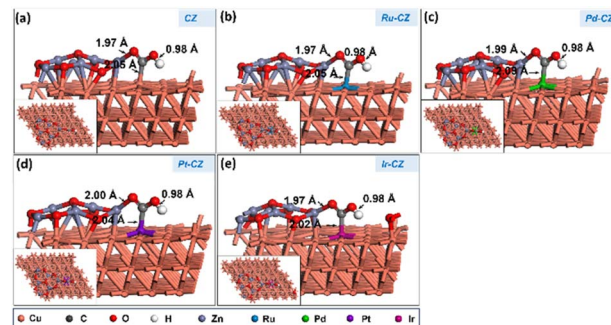 (a) CZ
1.97 Å 0.98 Å
2.05 Å
(b) Ru-CZ
1.97 Å 0.98 Å
2.05 Å
(c) Pd-CZ
1.99 Å 0.98 Å
2.09 Å
(d) Pt-CZ
2.00 Å 0.98 Å
2.04 Å
(e) Ir-CZ
1.97 Å 0.98 Å
2.02 Å
Cu C O H Zn Ru Pd Pt Ir